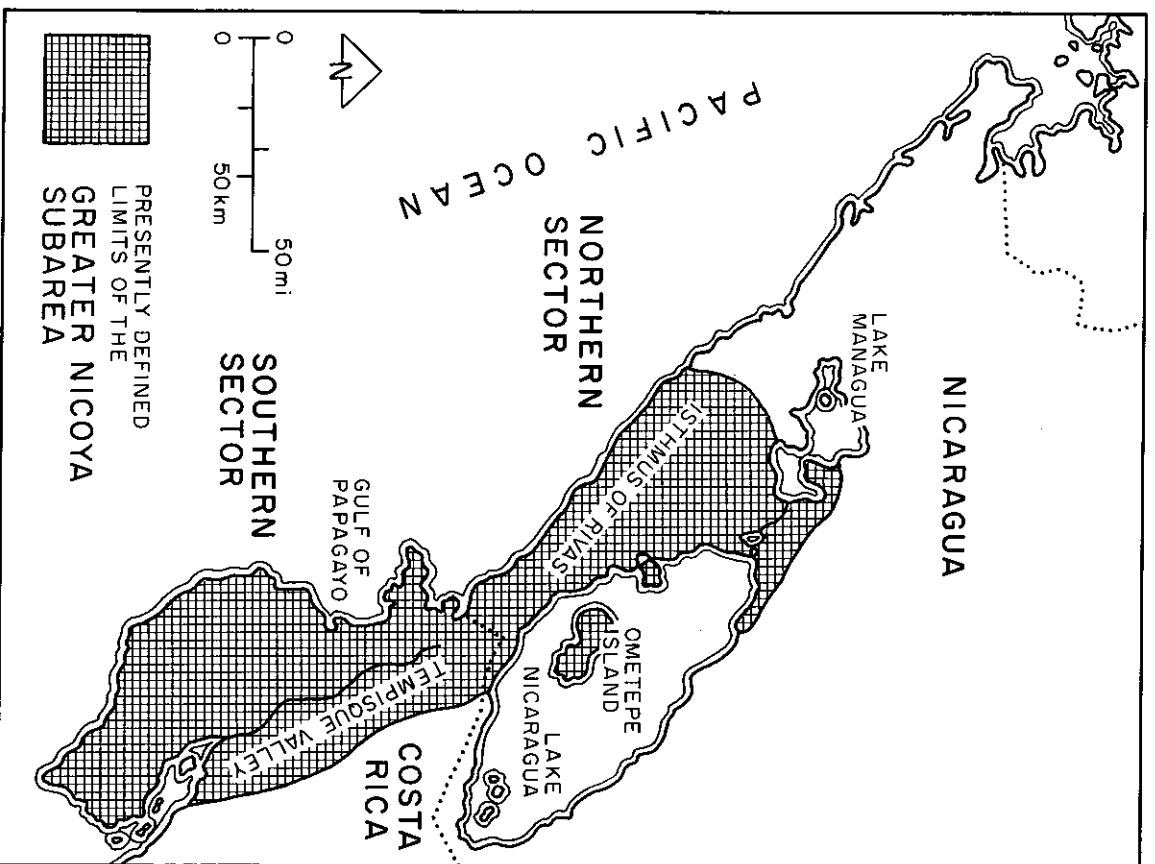 NICARAGUA
LAKE
MANAGUA
PACIFIC OCEAN
NORTHERN
SECTOR
ISTHMUS OF RIVAS
OMETEPE
ISLAND
LAKE
NICARAGUA
COSTA
RICA
GULF OF
PAPAGAYO
TEMPISQUE VALLEY
SOUTHERN
SECTOR
N
0 50 mi
0 50 km
PRESENTLY DEFINED
LIMITS OF THE
GREATER NICOYA
SUBAREA